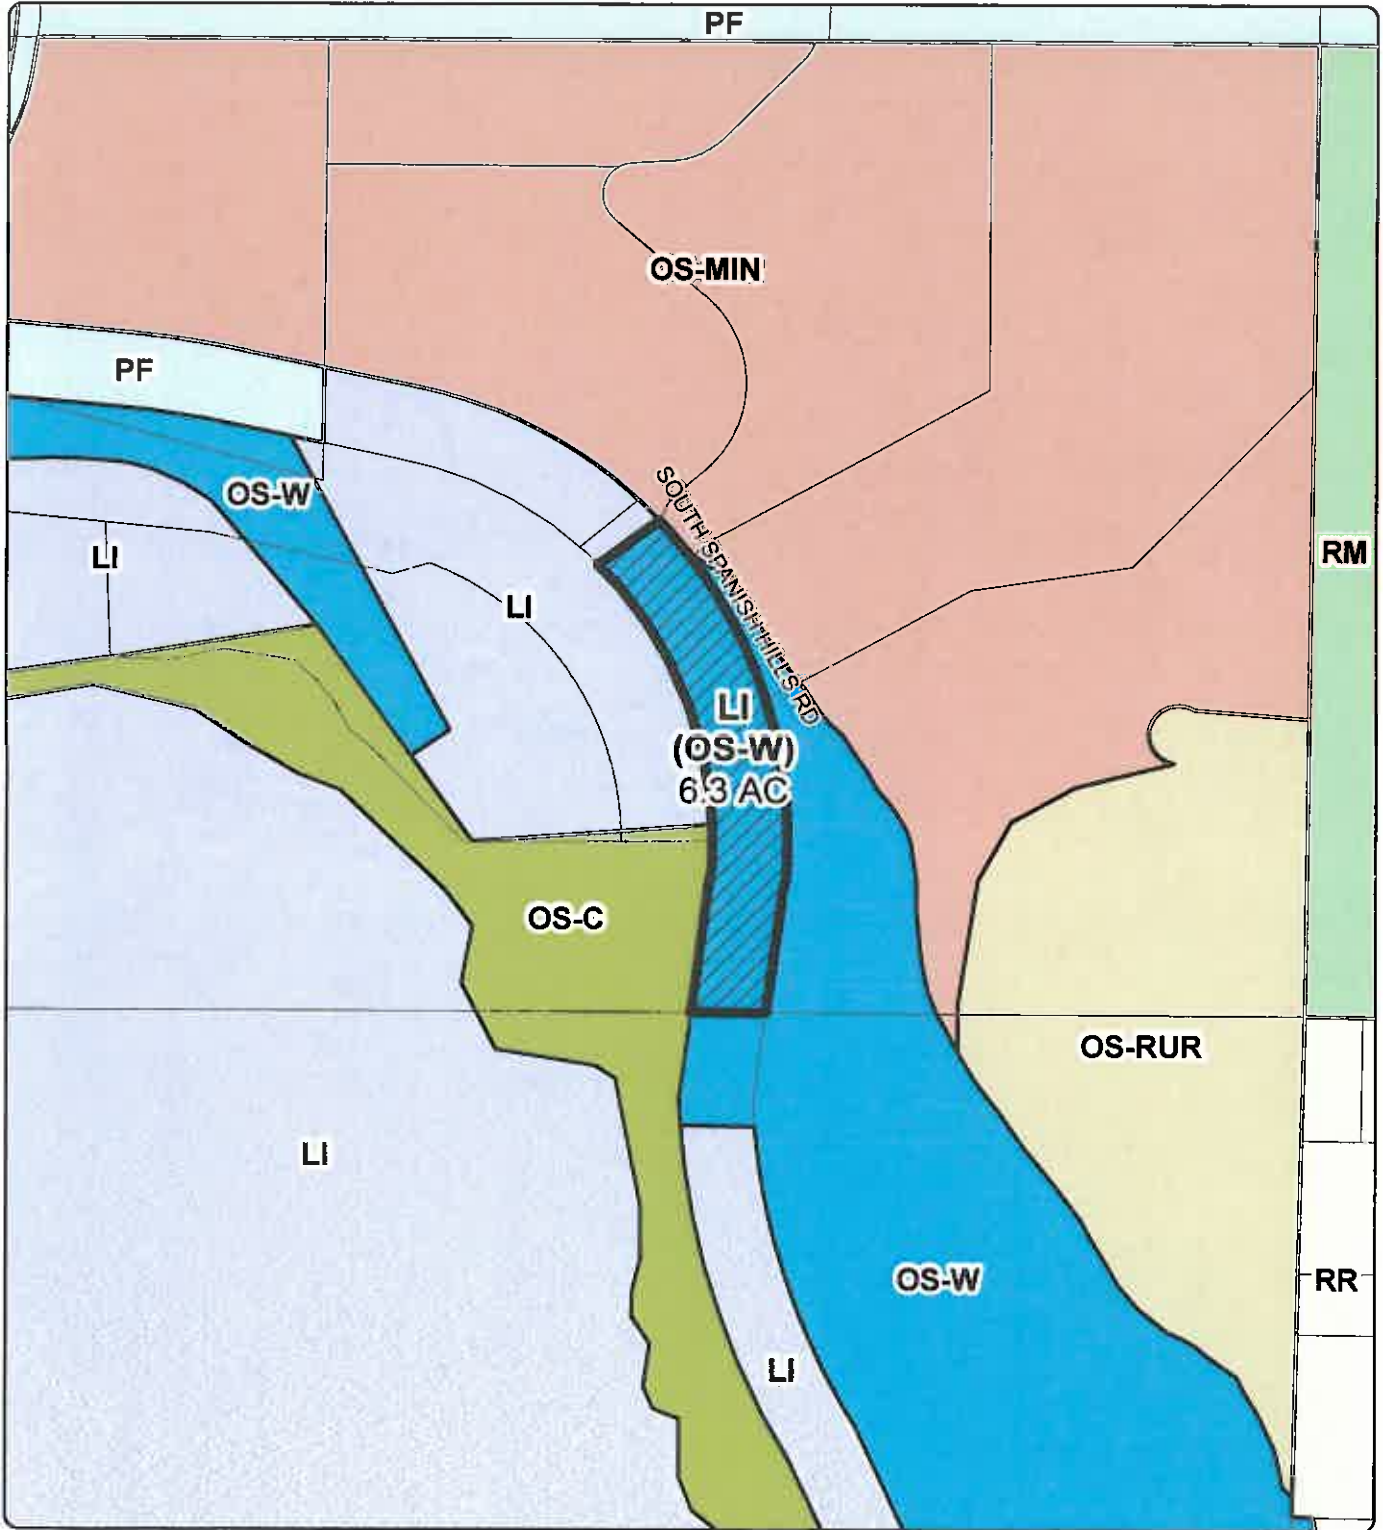 PF
OS-MIN
PF
OS-W
SOUTH SPANISH HILLS RD
LI
RM
LI
LI
(OS-W)
6.3 AC
OS-C
OS-RUR
LI
OS-W
RR
LI